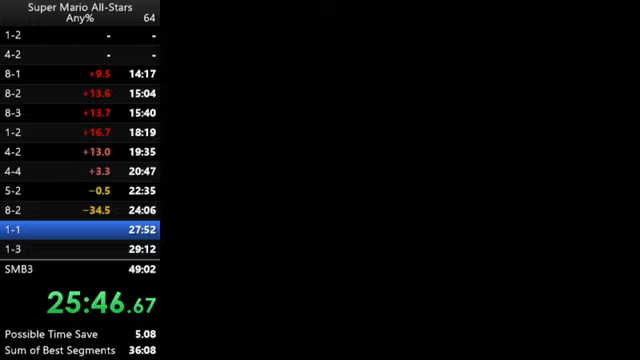 Super Mario All-Stars
Any% 64
1-2 - -
4-2 - -
8-1 +9.5 14:17
8-2 +13.6 15:04
8-3 +13.7 15:40
1-2 +16.7 18:19
4-2 +13.0 19:35
4-4 +3.3 20:47
5-2 −0.5 22:35
8-2 −34.5 24:06
1-1 27:52
1-3 29:12
SMB3 49:02
25:46.67
Possible Time Save 5.08
Sum of Best Segments 36:08